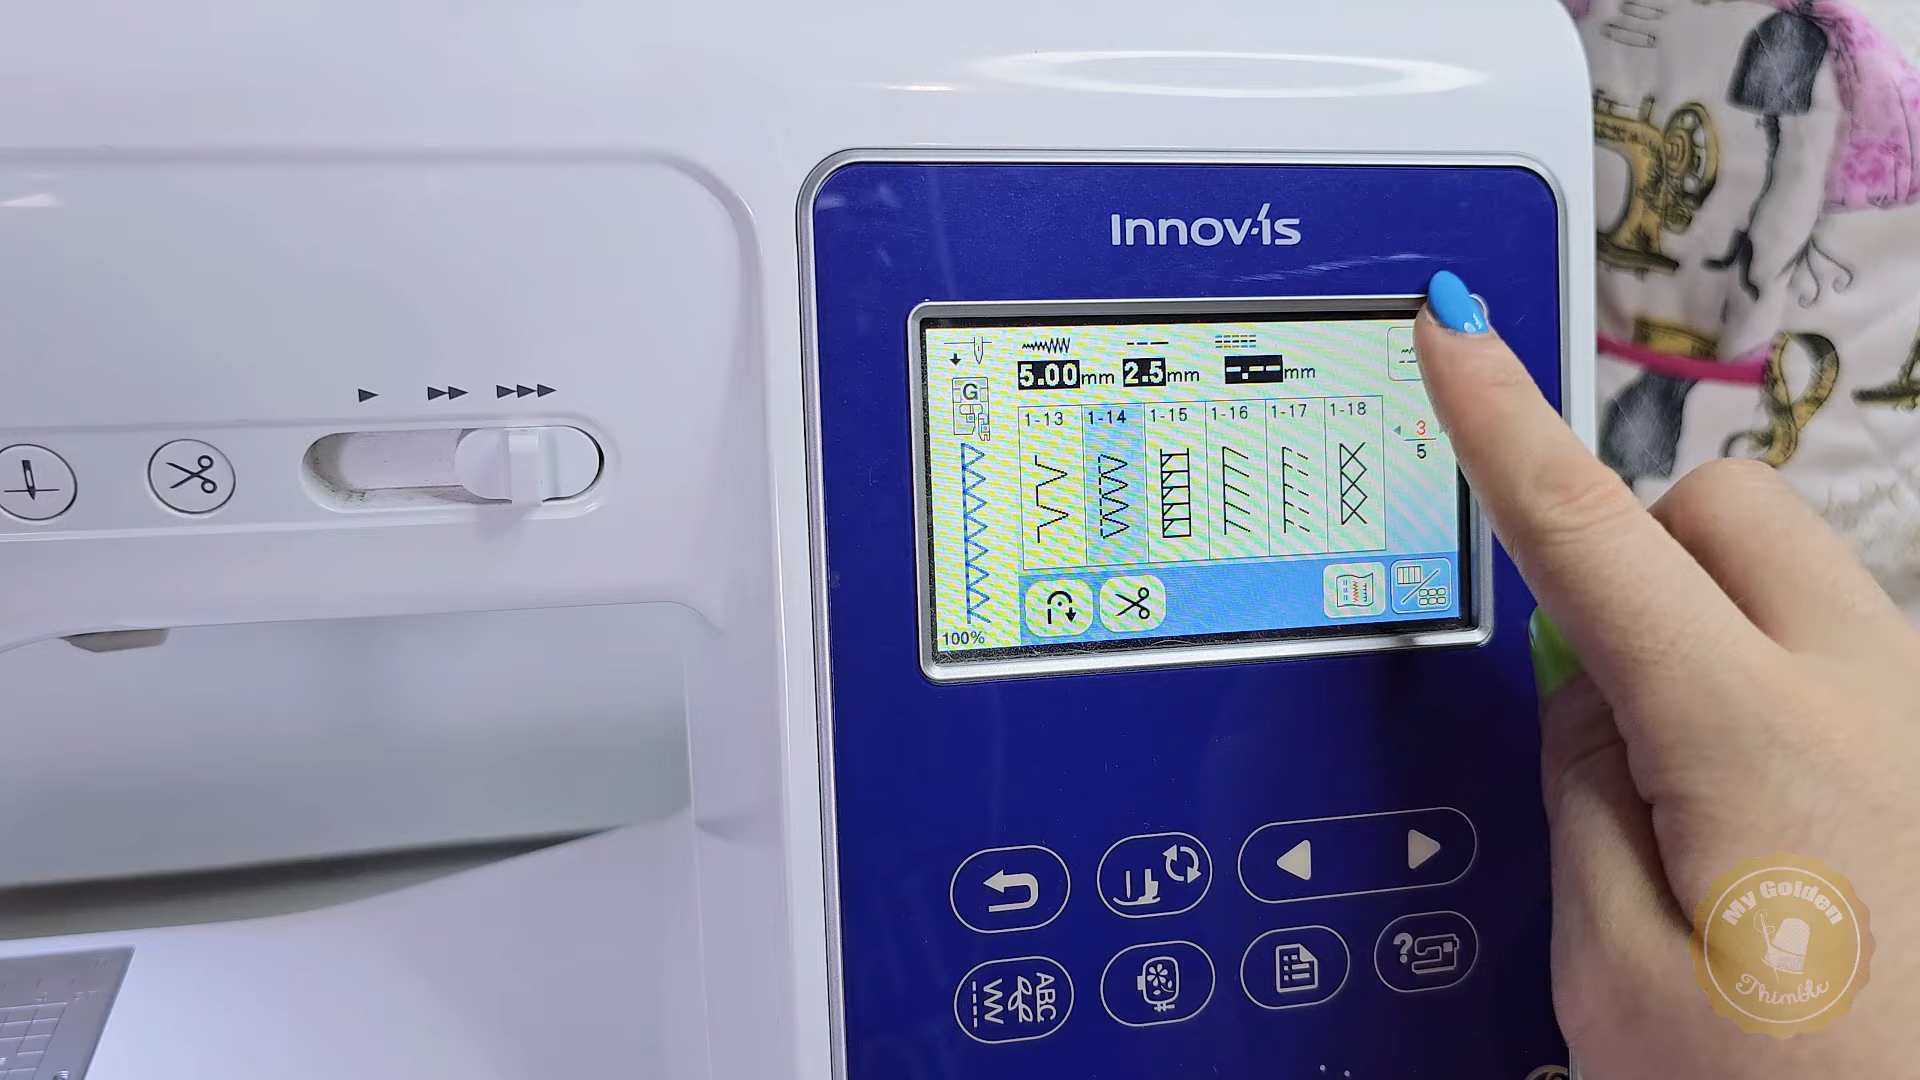 Innov-ís
5.00mm 2.5mm -.--mm
G
1-13 1-14 1-15 1-16 1-17 1-18
3
5
100%
ABC
?
My Golden
Thimble